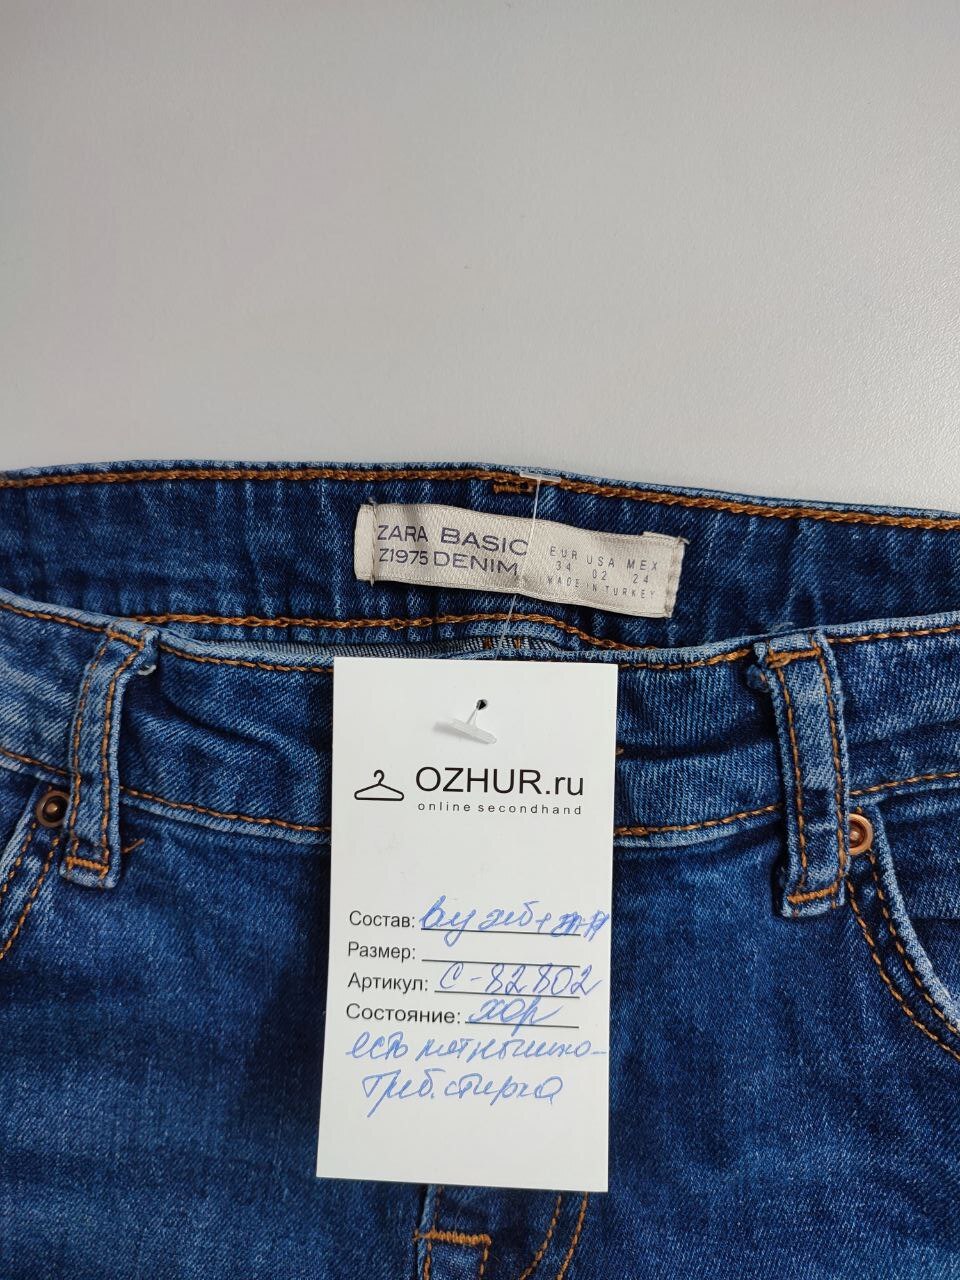 ZARA BASIC
Z1975 DENIM
EUR USA MEX
34 02 24
MADE IN TURKEY
OZHUR.ru
online secondhand
Состав: хлб +
Размер:
Артикул: С-82802
Состояние: хор
есть пятнышко-
треб. стирка